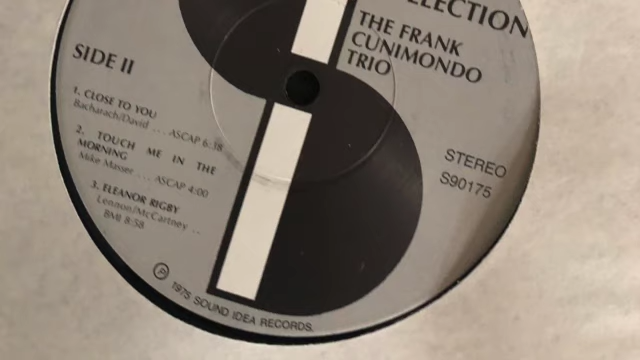 ELECTION
THE FRANK
CUNIMONDO
TRIO
SIDE II
1. CLOSE TO YOU
Bacharach/David ... ASCAP 6:38
2. TOUCH ME IN THE
MORNING
Mike Masser ... ASCAP 4:00
3. ELEANOR RIGBY
Lennon/McCartney ..
BMI 8:58
STEREO
S90175
Ⓟ 1975 SOUND IDEA RECORDS.